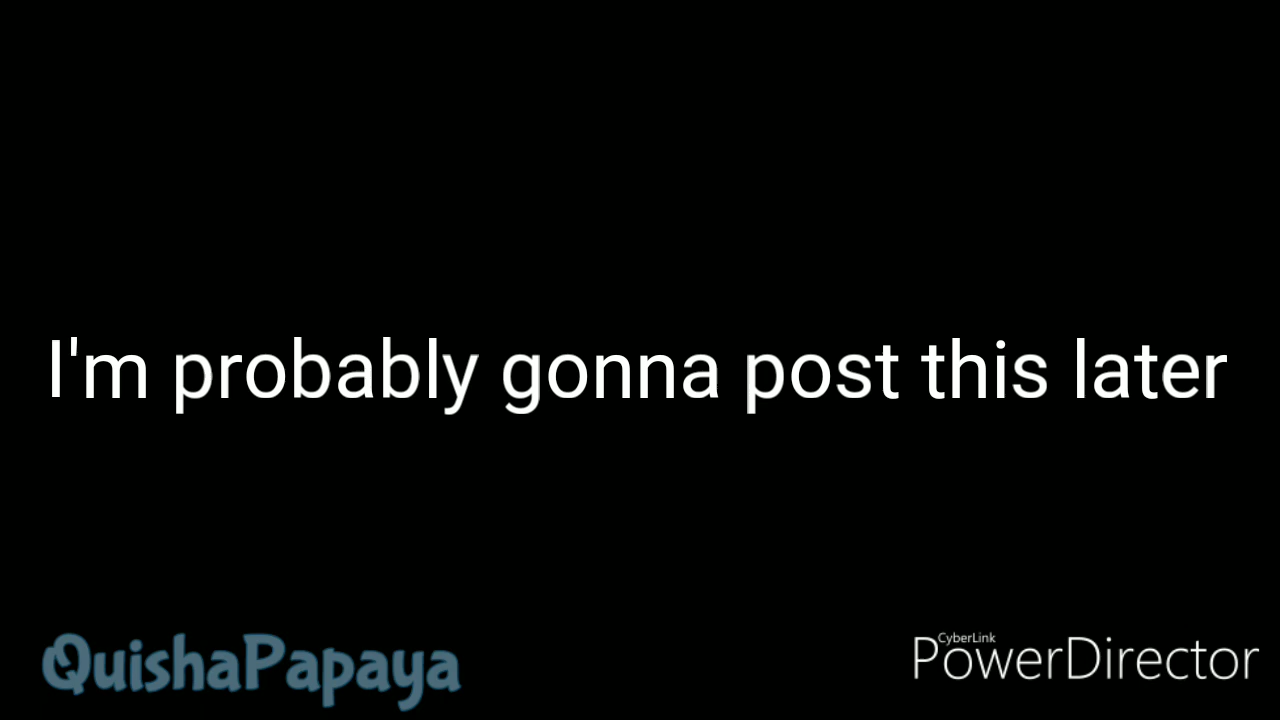 I'm probably gonna post this later
QuishaPapaya
CyberLink
PowerDirector